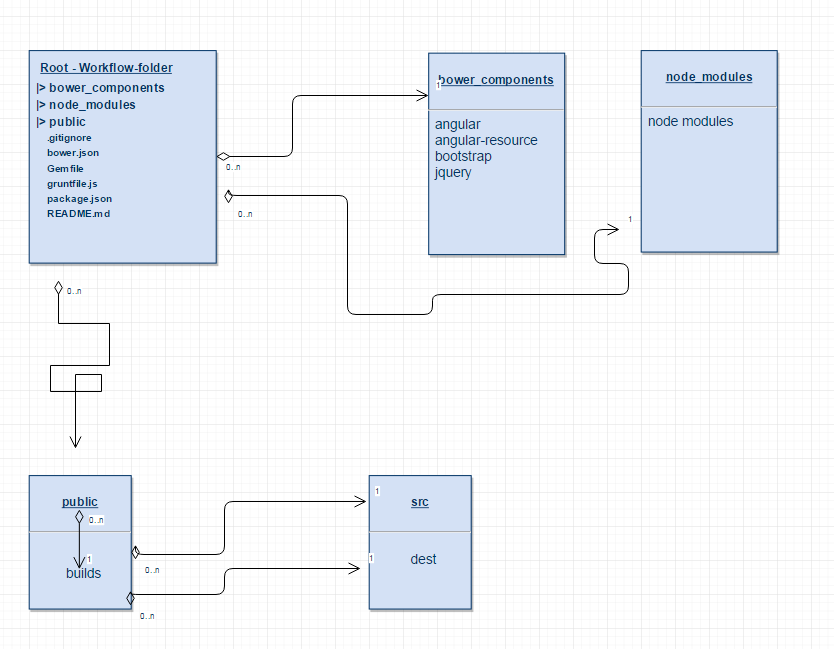 Root - Workflow-folder
|> bower_components
|> node_modules
|> public
.gitignore
bower.json
Gemfile
gruntfile.js
package.json
README.md
0..n
0..n
0..n
bower_components
1
angular
angular-resource
bootstrap
jquery
node_modules
node modules
1
public
0..n
1
builds
0..n
0..n
src
1
1
dest